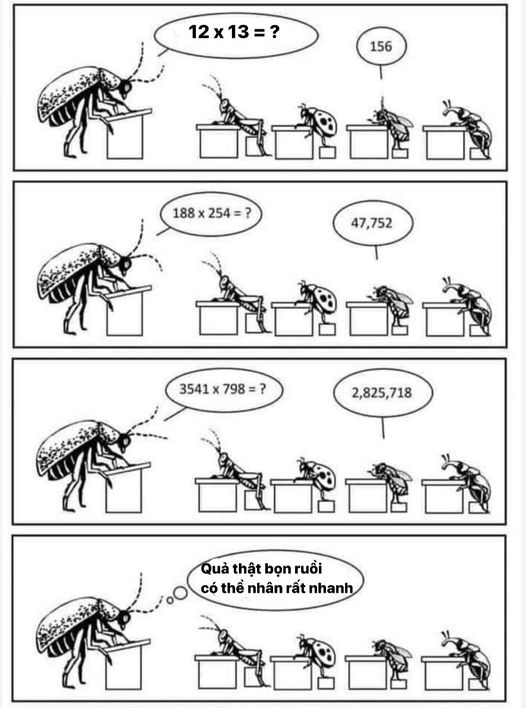 12 x 13 = ?
156
188 x 254 = ?
47,752
3541 x 798 = ?
2,825,718
Quả thật bọn ruồi
có thể nhân rất nhanh